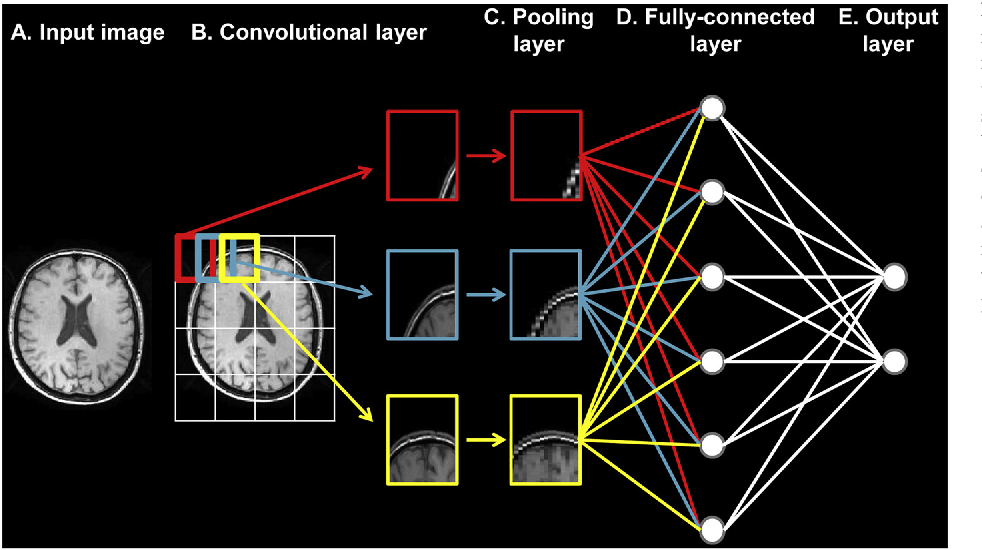 A. Input image
B. Convolutional layer
C. Pooling
layer
D. Fully-connected
layer
E. Output
layer